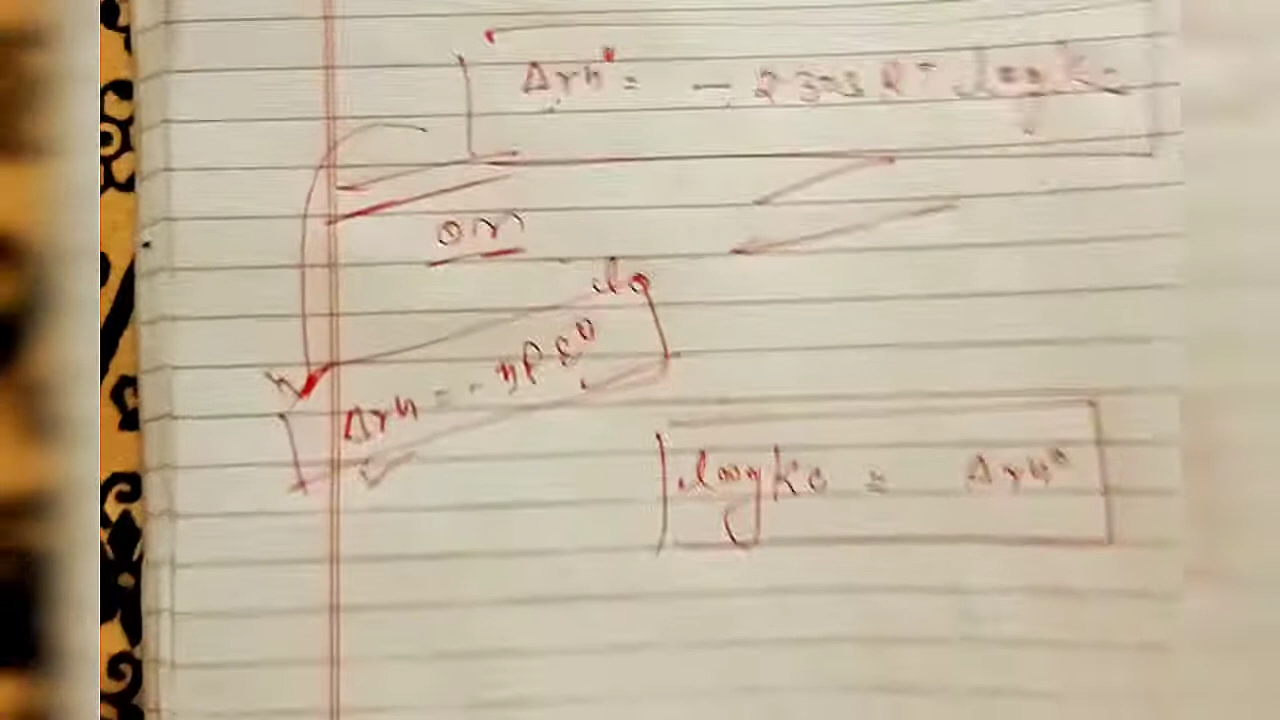 ΔrG° = - 2.303 RT log Kc
or
ΔrG = - nFE°
log Kc = ΔrG°